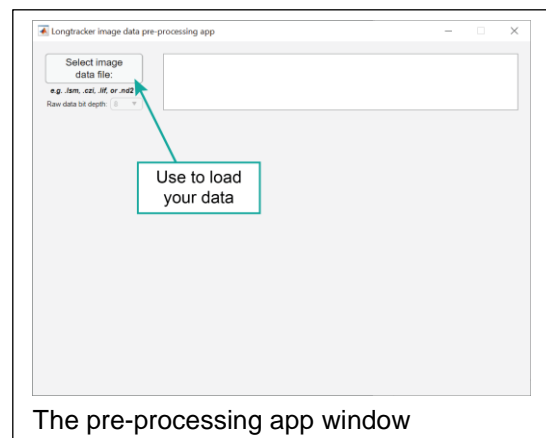 Longtracker image data pre-processing app
Select image
data file:
e.g. .lsm, .czi, .lif, or .nd2
Raw data bit depth: 8
Use to load
your data
The pre-processing app window